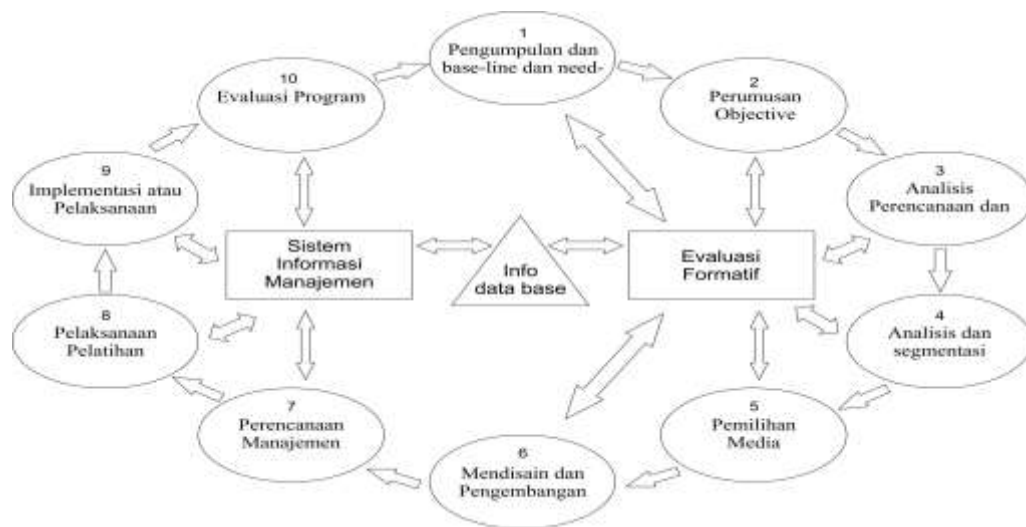 1
Pengumpulan dan
base-line dan need-
2
Perumusan
Objective
3
Analisis
Perencanaan dan
4
Analisis dan
segmentasi
5
Pemilihan
Media
6
Mendisain dan
Pengembangan
7
Perencanaan
Manajemen
8
Pelaksanaan
Pelatihan
9
Implementasi atau
Pelaksanaan
10
Evaluasi Program
Sistem
Informasi
Manajemen
Info
data base
Evaluasi
Formatif